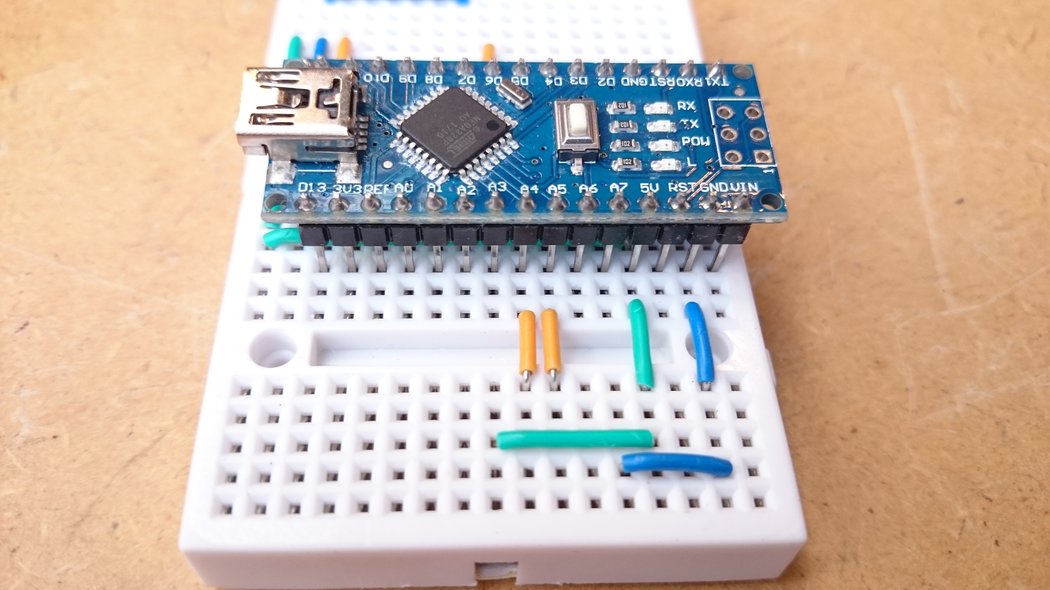 D10 D9 D8 D7 D6 D5 D4 D3 D2 GND RST RX0 TX1
RX
TX
POW
L
1
D13 3V3 REF A0 A1 A2 A3 A4 A5 A6 A7 5V RST GND VIN